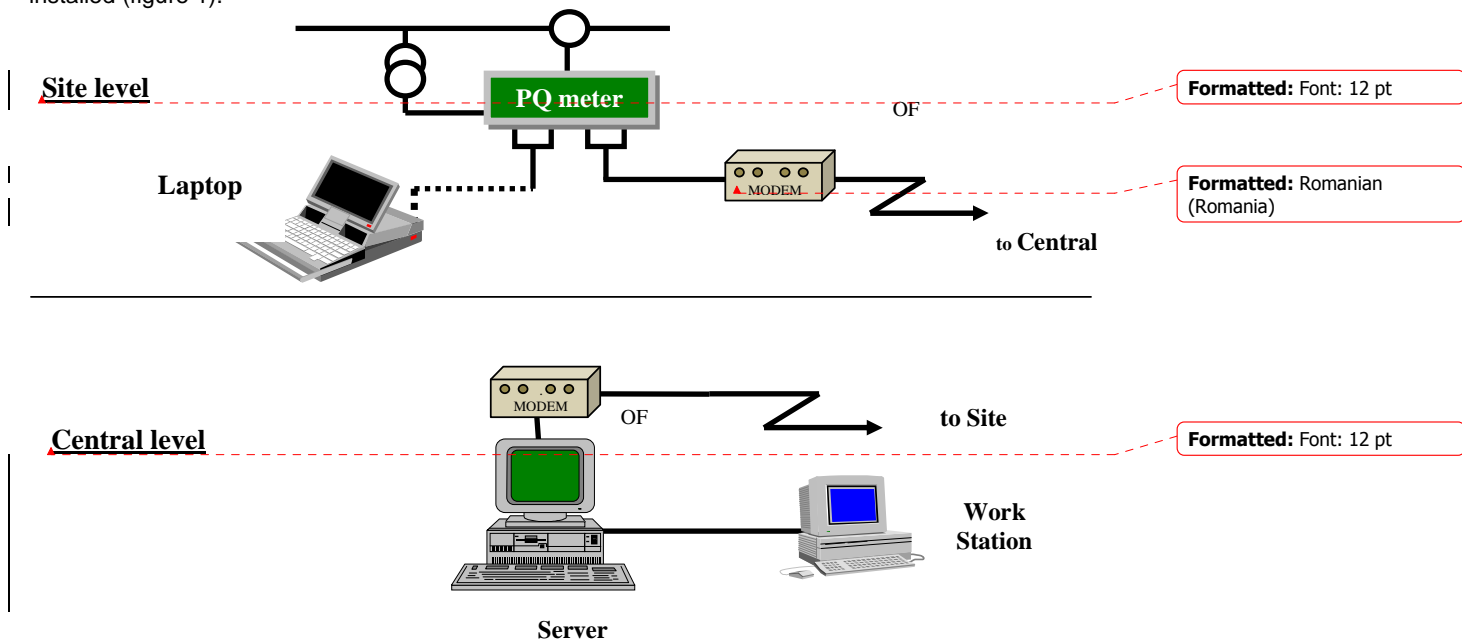 installed (figure 1).
Site level
PQ meter
OF
Formatted: Font: 12 pt
Laptop
MODEM
Formatted: Romanian
(Romania)
to Central
MODEM
OF
to Site
Central level
Formatted: Font: 12 pt
Work
Station
Server